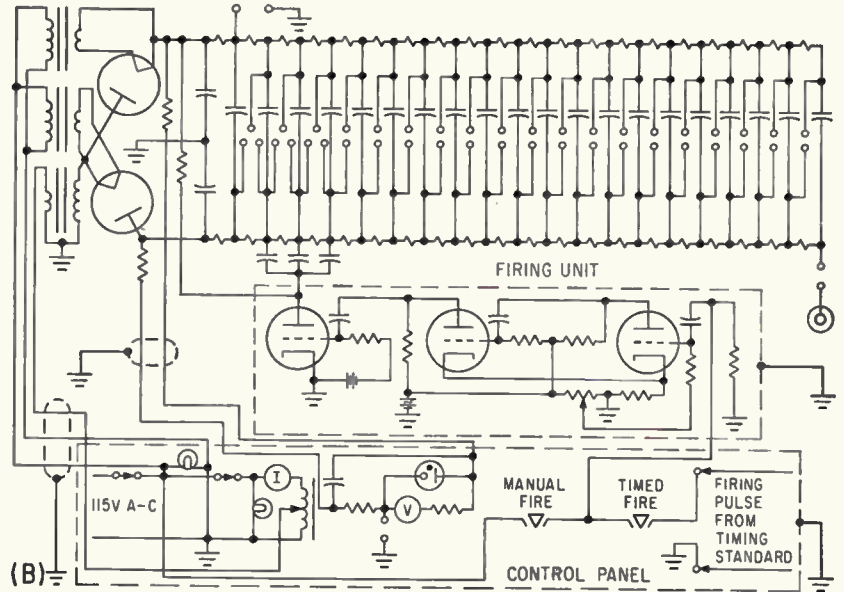 FIRING UNIT
I
115V A-C
V
MANUAL
FIRE
TIMED
FIRE
FIRING
PULSE
FROM
TIMING
STANDARD
(B)
CONTROL PANEL